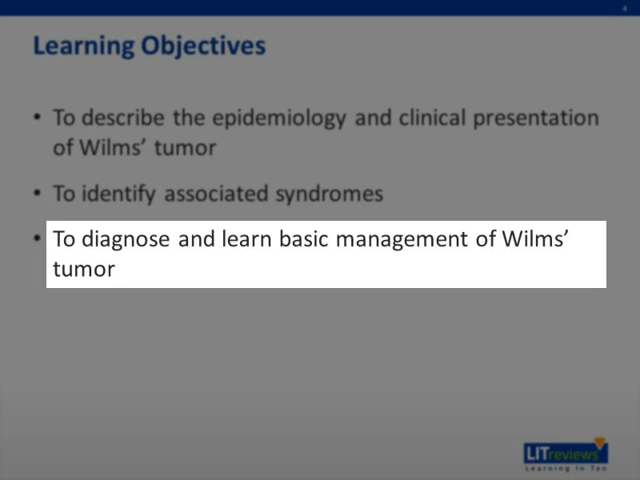 4
Learning Objectives
• To describe the epidemiology and clinical presentation
of Wilms’ tumor
• To identify associated syndromes
• To diagnose and learn basic management of Wilms’
tumor
LITreviews
Learning In Ten